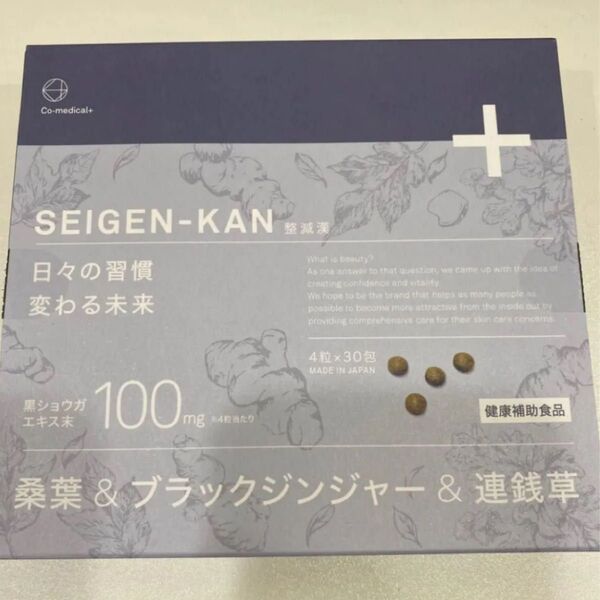 Co-medical+
SEIGEN-KAN 整減漢
日々の習慣
変わる未来
What is beauty?
As one answer to that question, we came up with the idea of
creating confidence and vitality.
We hope to be the brand that helps as many people as
possible to become more attractive from the inside out by
providing comprehensive care for their skin care concerns.
4粒×30包
MADE IN JAPAN
黒ショウガ
エキス末
100mg ※4粒当たり
健康補助食品
桑葉 & ブラックジンジャー & 連銭草